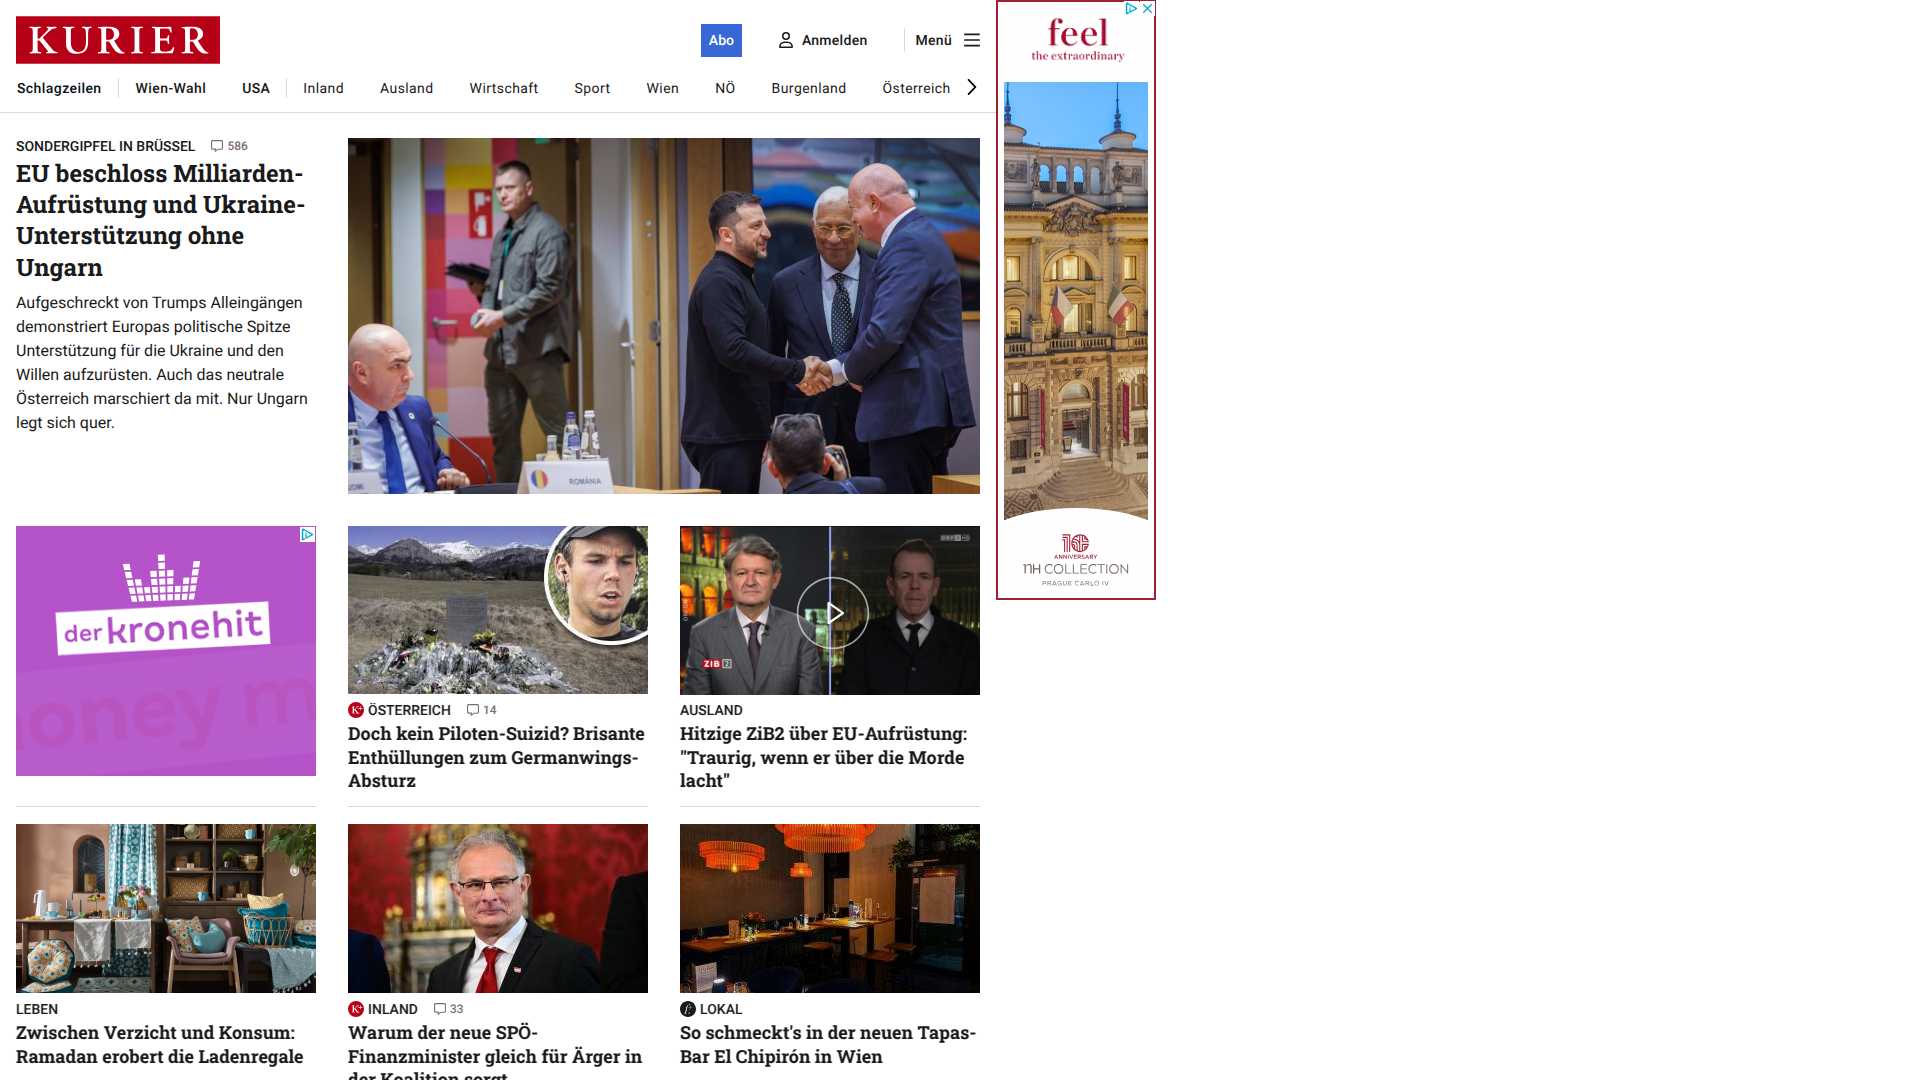 KURIER
Abo
Anmelden
Menü
Schlagzeilen
Wien-Wahl
USA
Inland
Ausland
Wirtschaft
Sport
Wien
NÖ
Burgenland
Österreich
SONDERGIPFEL IN BRÜSSEL 586
EU beschloss Milliarden-
Aufrüstung und Ukraine-
Unterstützung ohne
Ungarn
Aufgeschreckt von Trumps Alleingängen
demonstriert Europas politische Spitze
Unterstützung für die Ukraine und den
Willen aufzurüsten. Auch das neutrale
Österreich marschiert da mit. Nur Ungarn
legt sich quer.
ROMÂNIA
feel
the extraordinary
10
ANNIVERSARY
NH COLLECTION
PRAGUE CARLO IV
der kronehit
oney m
ZIB 2
K+ ÖSTERREICH 14
Doch kein Piloten-Suizid? Brisante
Enthüllungen zum Germanwings-
Absturz
AUSLAND
Hitzige ZiB2 über EU-Aufrüstung:
"Traurig, wenn er über die Morde
lacht"
LEBEN
Zwischen Verzicht und Konsum:
Ramadan erobert die Ladenregale
K+ INLAND 33
Warum der neue SPÖ-
Finanzminister gleich für Ärger in
der Koalition sorgt
LOKAL
So schmeckt's in der neuen Tapas-
Bar El Chipirón in Wien